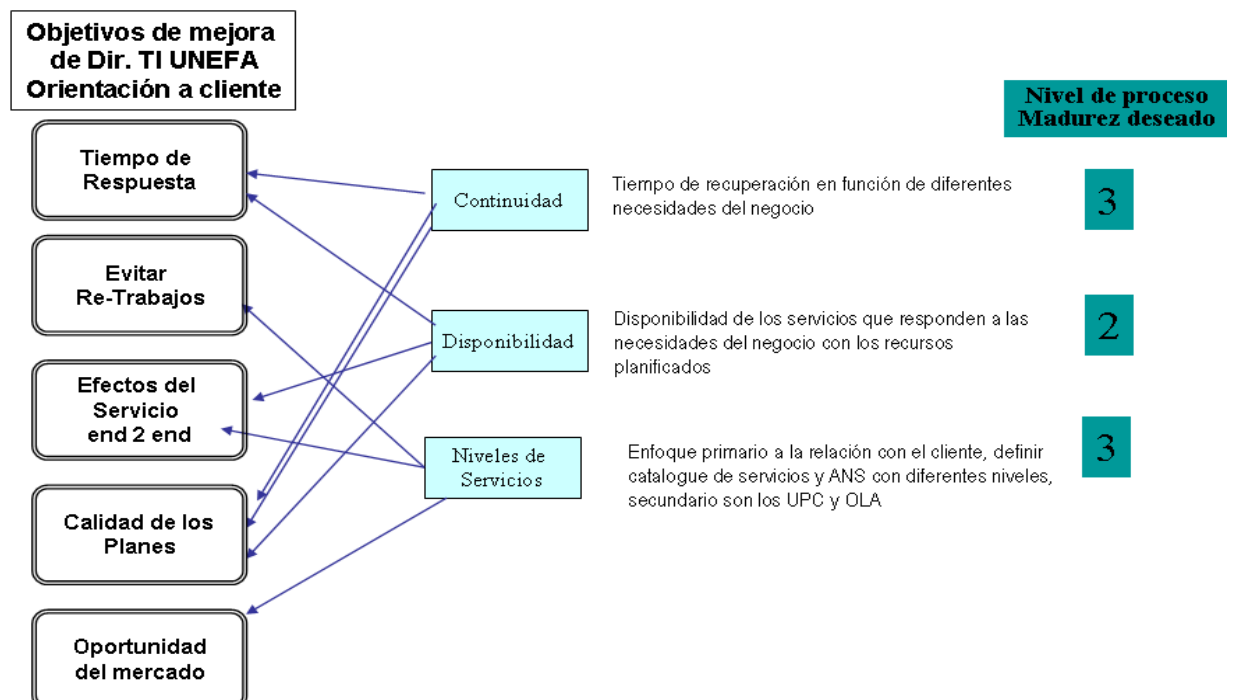 Objetivos de mejora
de Dir. TI UNEFA
Orientación a cliente
Nivel de proceso
Madurez deseado
Tiempo de
Respuesta
Continuidad
Tiempo de recuperación en función de diferentes
necesidades del negocio
3
Evitar
Re-Trabajos
Disponibilidad
Disponibilidad de los servicios que responden a las
necesidades del negocio con los recursos
planificados
2
Efectos del
Servicio
end 2 end
Niveles de
Servicios
Enfoque primario a la relación con el cliente, definir
catalogue de servicios y ANS con diferentes niveles,
secundario son los UPC y OLA
3
Calidad de los
Planes
Oportunidad
del mercado